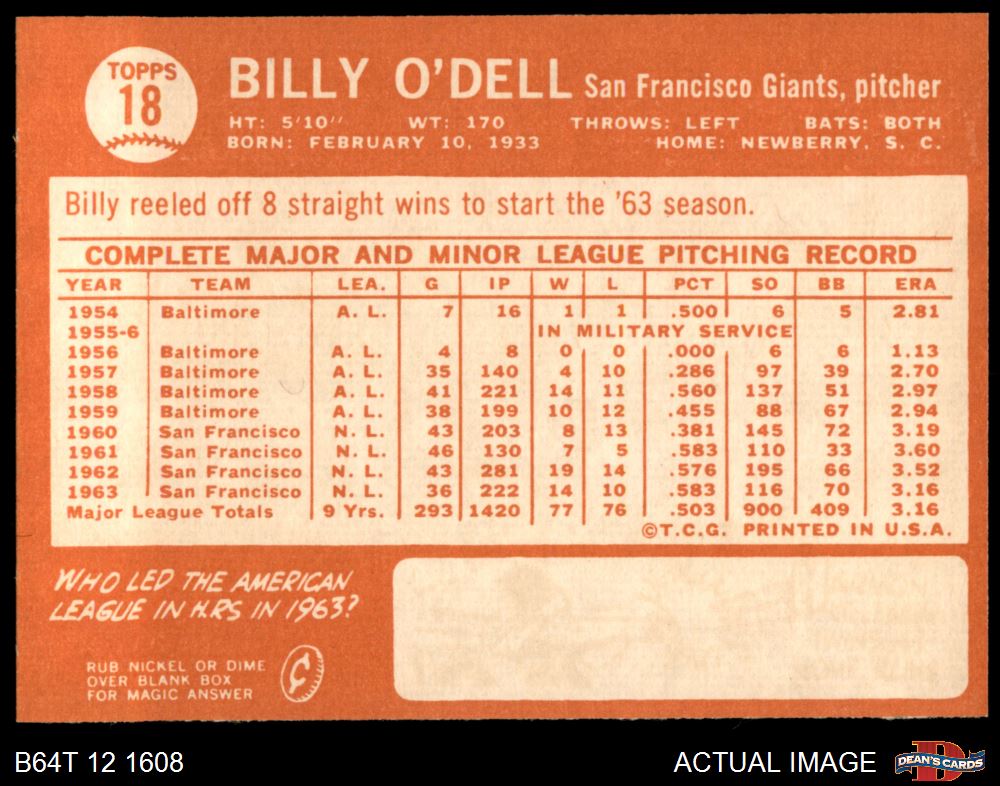 TOPPS
18
BILLY O'DELL San Francisco Giants, pitcher
HT: 5'10" WT: 170 THROWS: LEFT BATS: BOTH
BORN: FEBRUARY 10, 1933 HOME: NEWBERRY, S. C.
Billy reeled off 8 straight wins to start the '63 season.
COMPLETE MAJOR AND MINOR LEAGUE PITCHING RECORD
YEAR TEAM LEA. G IP W L PCT SO BB ERA
1954 Baltimore A. L. 7 16 1 1 .500 6 5 2.81
1955-6 IN MILITARY SERVICE
1956 Baltimore A. L. 4 8 0 0 .000 6 6 1.13
1957 Baltimore A. L. 35 140 4 10 .286 97 39 2.70
1958 Baltimore A. L. 41 221 14 11 .560 137 51 2.97
1959 Baltimore A. L. 38 199 10 12 .455 88 67 2.94
1960 San Francisco N. L. 43 203 8 13 .381 145 72 3.19
1961 San Francisco N. L. 46 130 7 5 .583 110 33 3.60
1962 San Francisco N. L. 43 281 19 14 .576 195 66 3.52
1963 San Francisco N. L. 36 222 14 10 .583 116 70 3.16
Major League Totals 9 Yrs. 293 1420 77 76 .503 900 409 3.16
©T.C.G. PRINTED IN U.S.A.
WHO LED THE AMERICAN
LEAGUE IN H.RS IN 1963?
RUB NICKEL OR DIME
OVER BLANK BOX
FOR MAGIC ANSWER
B64T 12 1608 ACTUAL IMAGE D DEAN'S CARDS